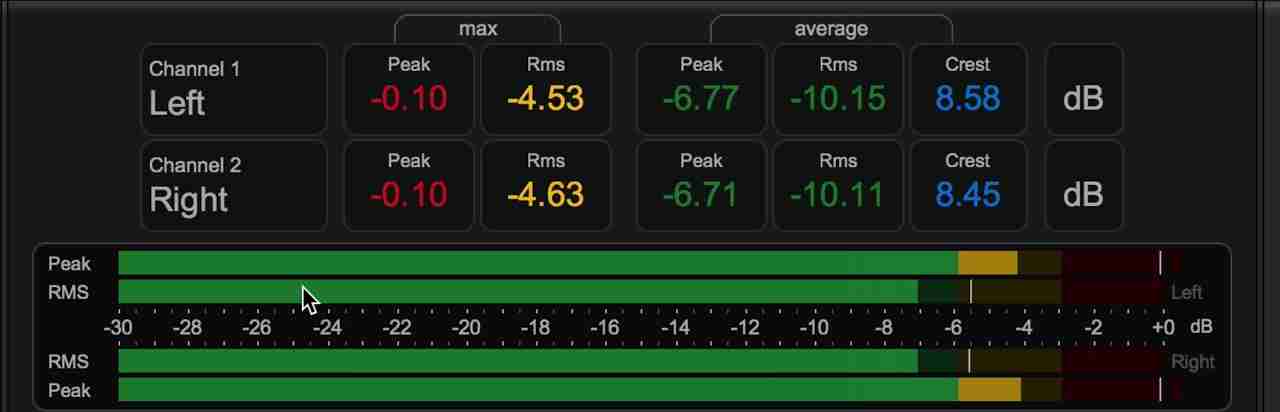 max average
Channel 1 Peak Rms Peak Rms Crest
Left -0.10 -4.53 -6.77 -10.15 8.58 dB
Channel 2 Peak Rms Peak Rms Crest
Right -0.10 -4.63 -6.71 -10.11 8.45 dB
Peak
RMS Left
-30 -28 -26 -24 -22 -20 -18 -16 -14 -12 -10 -8 -6 -4 -2 +0 dB
RMS Right
Peak